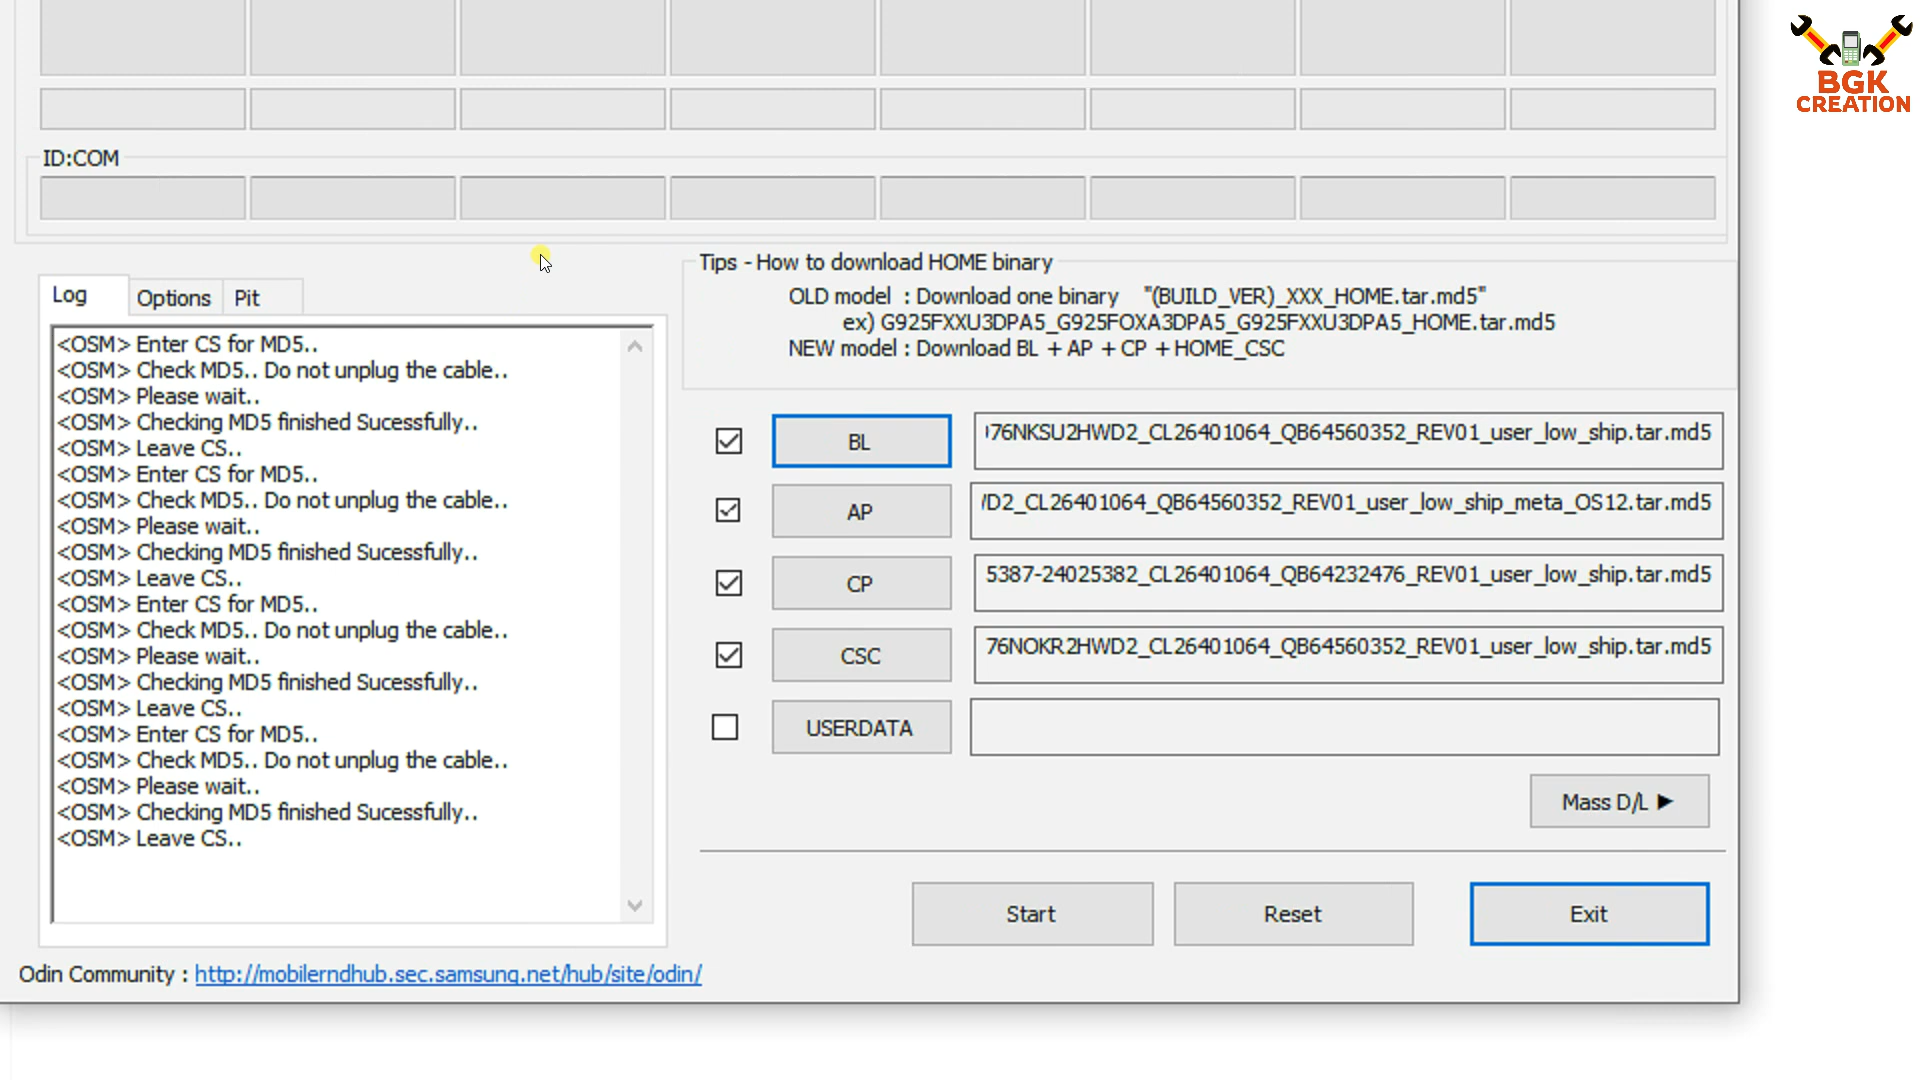 BGK
CREATION
ID:COM
Log
Options
Pit
<OSM> Enter CS for MD5..
<OSM> Check MD5.. Do not unplug the cable..
<OSM> Please wait..
<OSM> Checking MD5 finished Sucessfully..
<OSM> Leave CS..
<OSM> Enter CS for MD5..
<OSM> Check MD5.. Do not unplug the cable..
<OSM> Please wait..
<OSM> Checking MD5 finished Sucessfully..
<OSM> Leave CS..
<OSM> Enter CS for MD5..
<OSM> Check MD5.. Do not unplug the cable..
<OSM> Please wait..
<OSM> Checking MD5 finished Sucessfully..
<OSM> Leave CS..
<OSM> Enter CS for MD5..
<OSM> Check MD5.. Do not unplug the cable..
<OSM> Please wait..
<OSM> Checking MD5 finished Sucessfully..
<OSM> Leave CS..
Tips - How to download HOME binary
OLD model : Download one binary "(BUILD_VER)_XXX_HOME.tar.md5"
ex) G925FXXU3DPA5_G925FOXA3DPA5_G925FXXU3DPA5_HOME.tar.md5
NEW model : Download BL + AP + CP + HOME_CSC
BL
76NKSU2HWD2_CL26401064_QB64560352_REV01_user_low_ship.tar.md5
AP
D2_CL26401064_QB64560352_REV01_user_low_ship_meta_OS12.tar.md5
CP
5387-24025382_CL26401064_QB64232476_REV01_user_low_ship.tar.md5
CSC
76NOKR2HWD2_CL26401064_QB64560352_REV01_user_low_ship.tar.md5
USERDATA
Mass D/L ►
Start
Reset
Exit
Odin Community : http://mobilerndhub.sec.samsung.net/hub/site/odin/